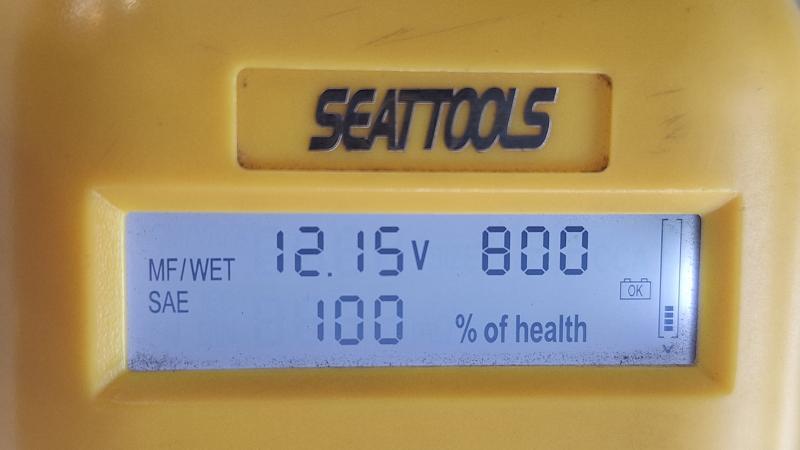 SEATTOOLS
MF/WET 12.15V 800
SAE 100 % of health
OK